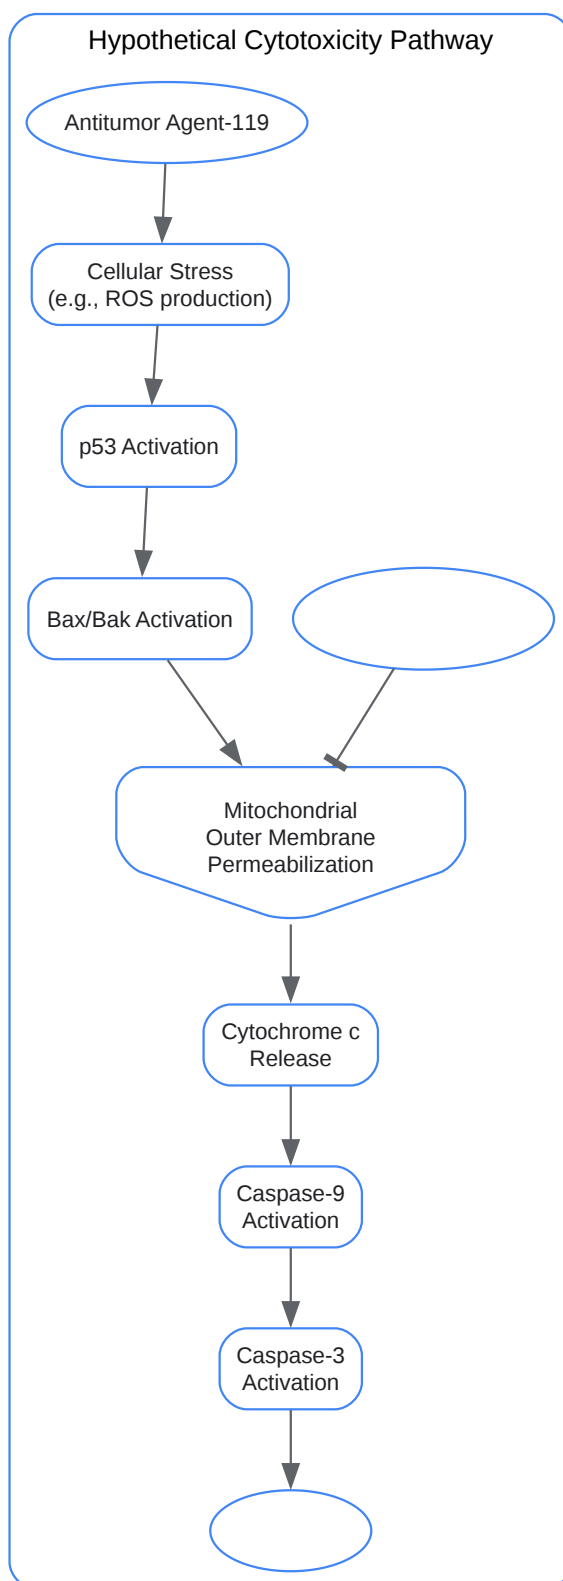 Hypothetical Cytotoxicity Pathway
Antitumor Agent-119
Cellular Stress
(e.g., ROS production)
p53 Activation
Bax/Bak Activation
Mitochondrial
Outer Membrane
Permeabilization
Cytochrome c
Release
Caspase-9
Activation
Caspase-3
Activation